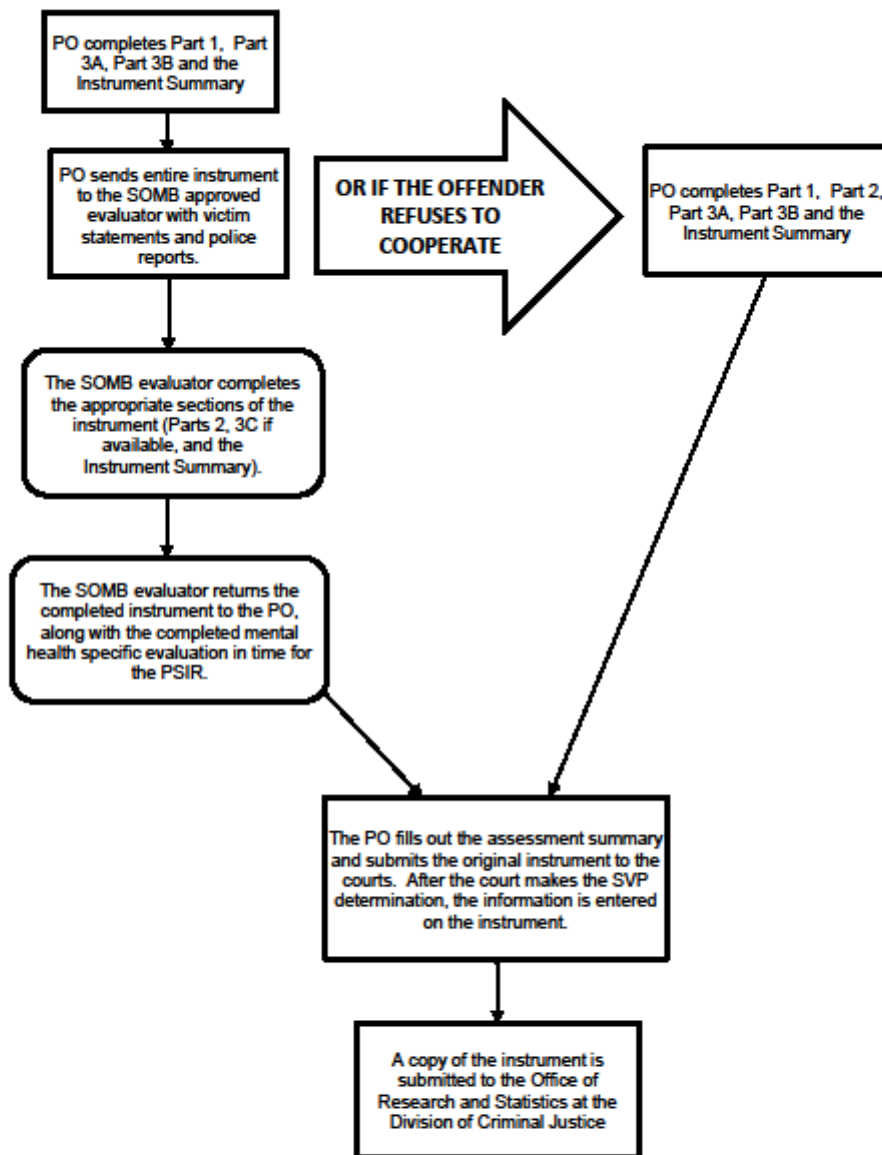 PO completes Part 1,  Part
3A, Part 3B and the
Instrument Summary
PO sends entire instrument
to the SOMB approved
evaluator with victim
statements and police
reports.
OR IF THE OFFENDER
REFUSES TO
COOPERATE
PO completes Part 1,  Part 2,
Part 3A, Part 3B and the
Instrument Summary
The SOMB evaluator completes
the appropriate sections of the
instrument (Parts 2, 3C if
available, and the
Instrument Summary).
The SOMB evaluator returns the
completed instrument to the PO,
along with the completed mental
health specific evaluation in time for
the PSIR.
The PO fills out the assessment summary
and submits the original instrument to the
courts.  After the court makes the SVP
determination, the information is entered
on the instrument.
A copy of the instrument is
submitted to the Office of
Research and Statistics at the
Division of Criminal Justice